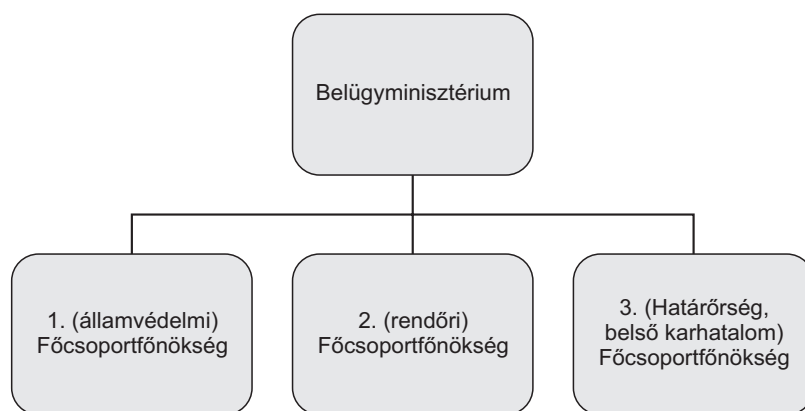 Belügyminisztérium
1. (államvédelmi)
Főcsoportfőnökség
2. (rendőri)
Főcsoportfőnökség
3. (Határőrség,
belső karhatalom)
Főcsoportfőnökség